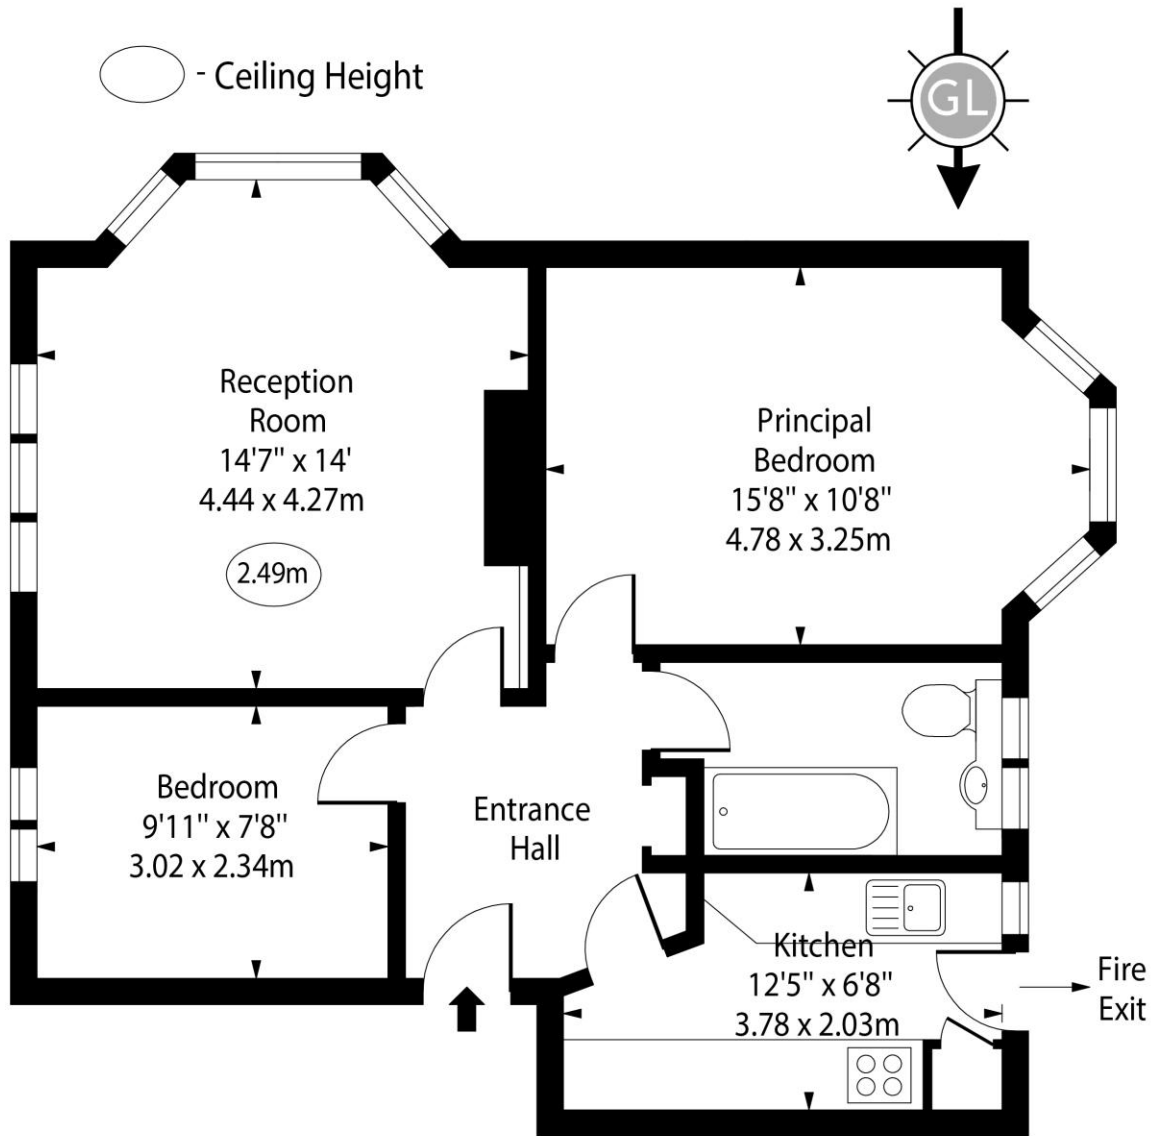 - Ceiling Height
GL
Reception
Room
14'7" x 14'
4.44 x 4.27m
2.49m
Principal
Bedroom
15'8" x 10'8"
4.78 x 3.25m
Bedroom
9'11" x 7'8"
3.02 x 2.34m
Entrance
Hall
Kitchen
12'5" x 6'8"
3.78 x 2.03m
Fire
Exit